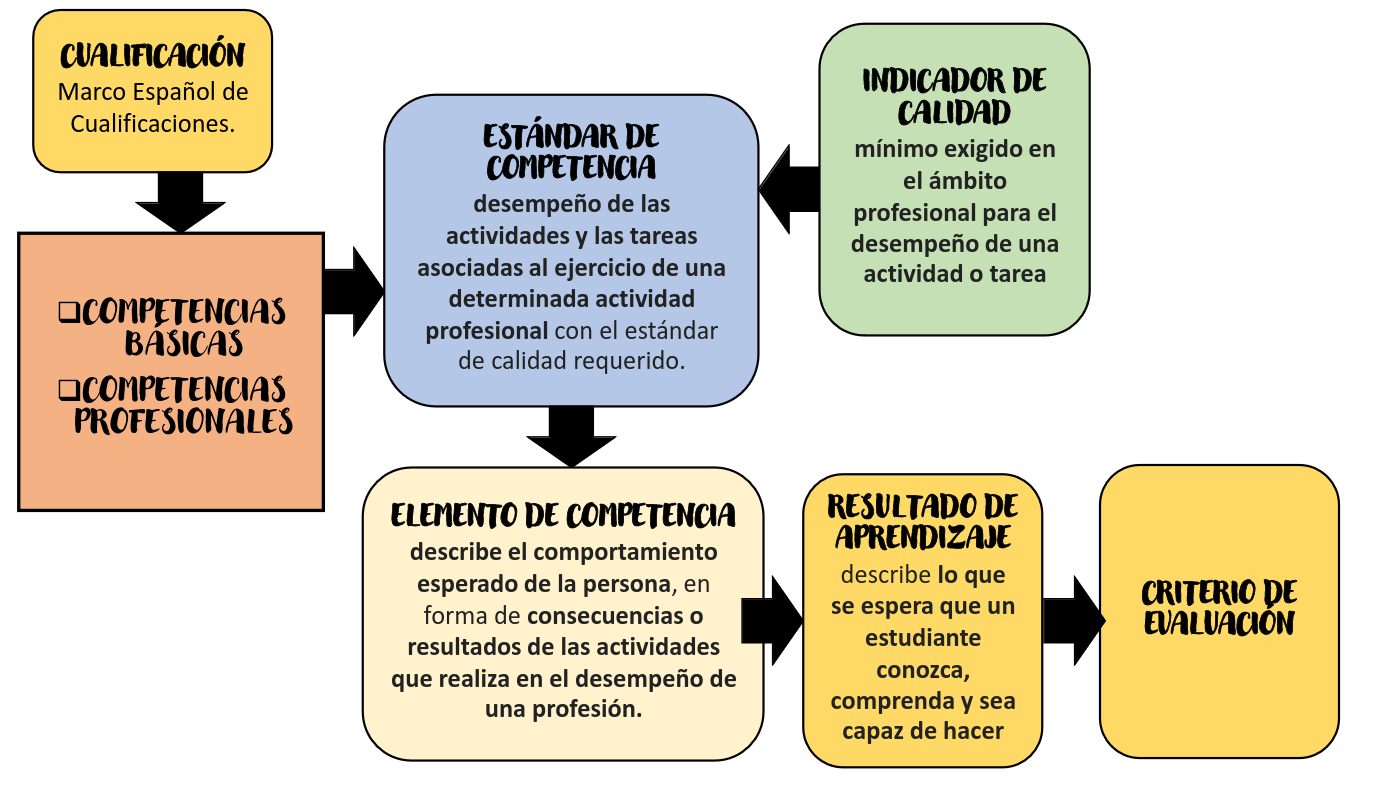 CUALIFICACIÓN
Marco Español de
Cualificaciones.
❑COMPETENCIAS
BÁSICAS
❑COMPETENCIAS
PROFESIONALES
ESTÁNDAR DE
COMPETENCIA
desempeño de las
actividades y las tareas
asociadas al ejercicio de una
determinada actividad
profesional con el estándar
de calidad requerido.
INDICADOR DE
CALIDAD
mínimo exigido en
el ámbito
profesional para el
desempeño de una
actividad o tarea
ELEMENTO DE COMPETENCIA
describe el comportamiento
esperado de la persona, en
forma de consecuencias o
resultados de las actividades
que realiza en el desempeño de
una profesión.
RESULTADO DE
APRENDIZAJE
describe lo que
se espera que un
estudiante
conozca,
comprenda y sea
capaz de hacer
CRITERIO DE
EVALUACIÓN